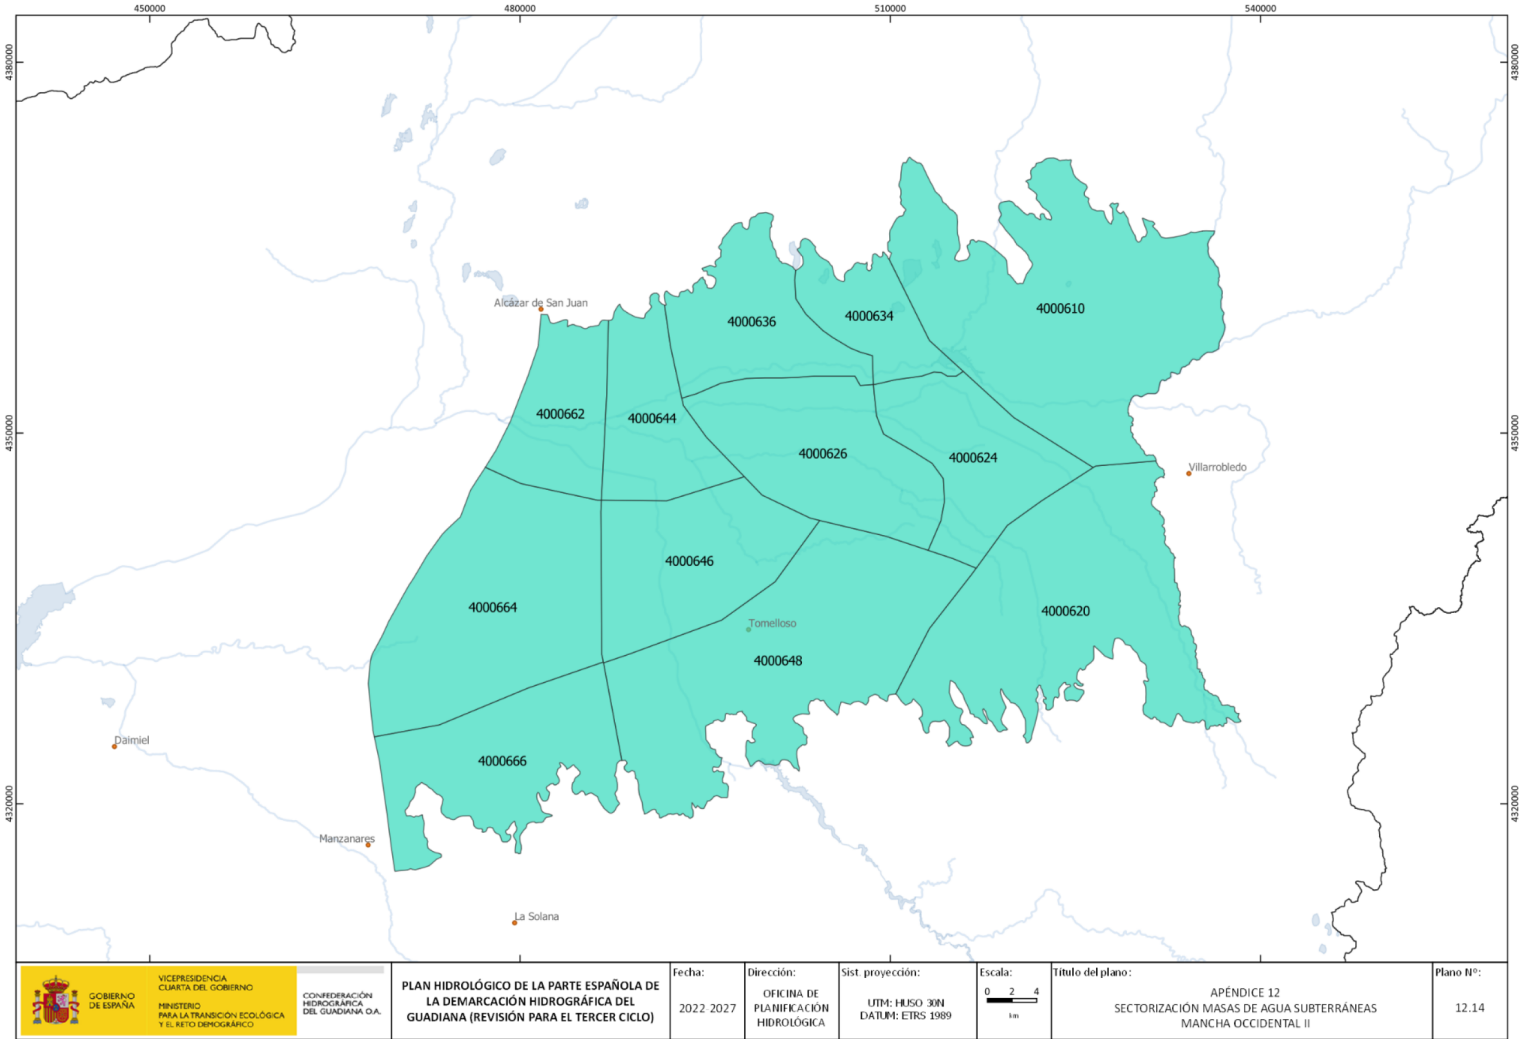 450000
480000
510000
540000
4380000
4380000
Alcázar de San Juan
4000636
4000634
4000610
4000662
4000644
4350000
4350000
4000626
4000624
Villarrobledo
4000646
4000664
4000620
Tomelloso
4000648
Daimiel
4000666
4320000
4320000
Manzanares
La Solana
GOBIERNO
DE ESPAÑA
VICEPRESIDENCIA
CUARTA DEL GOBIERNO
MINISTERIO
PARA LA TRANSICIÓN ECOLÓGICA
Y EL RETO DEMOGRÁFICO
CONFEDERACIÓN
HIDROGRÁFICA
DEL GUADIANA O.A.
PLAN HIDROLÓGICO DE LA PARTE ESPAÑOLA DE
LA DEMARCACIÓN HIDROGRÁFICA DEL
GUADIANA (REVISIÓN PARA EL TERCER CICLO)
Fecha:
2022-2027
Dirección:
OFICINA DE
PLANIFICACIÓN
HIDROLÓGICA
Sist. proyección:
UTM: HUSO 30N
DATUM: ETRS 1989
Escala:
0 2 4
km
Título del plano:
APÉNDICE 12
SECTORIZACIÓN MASAS DE AGUA SUBTERRÁNEAS
MANCHA OCCIDENTAL II
Plano Nº:
12.14